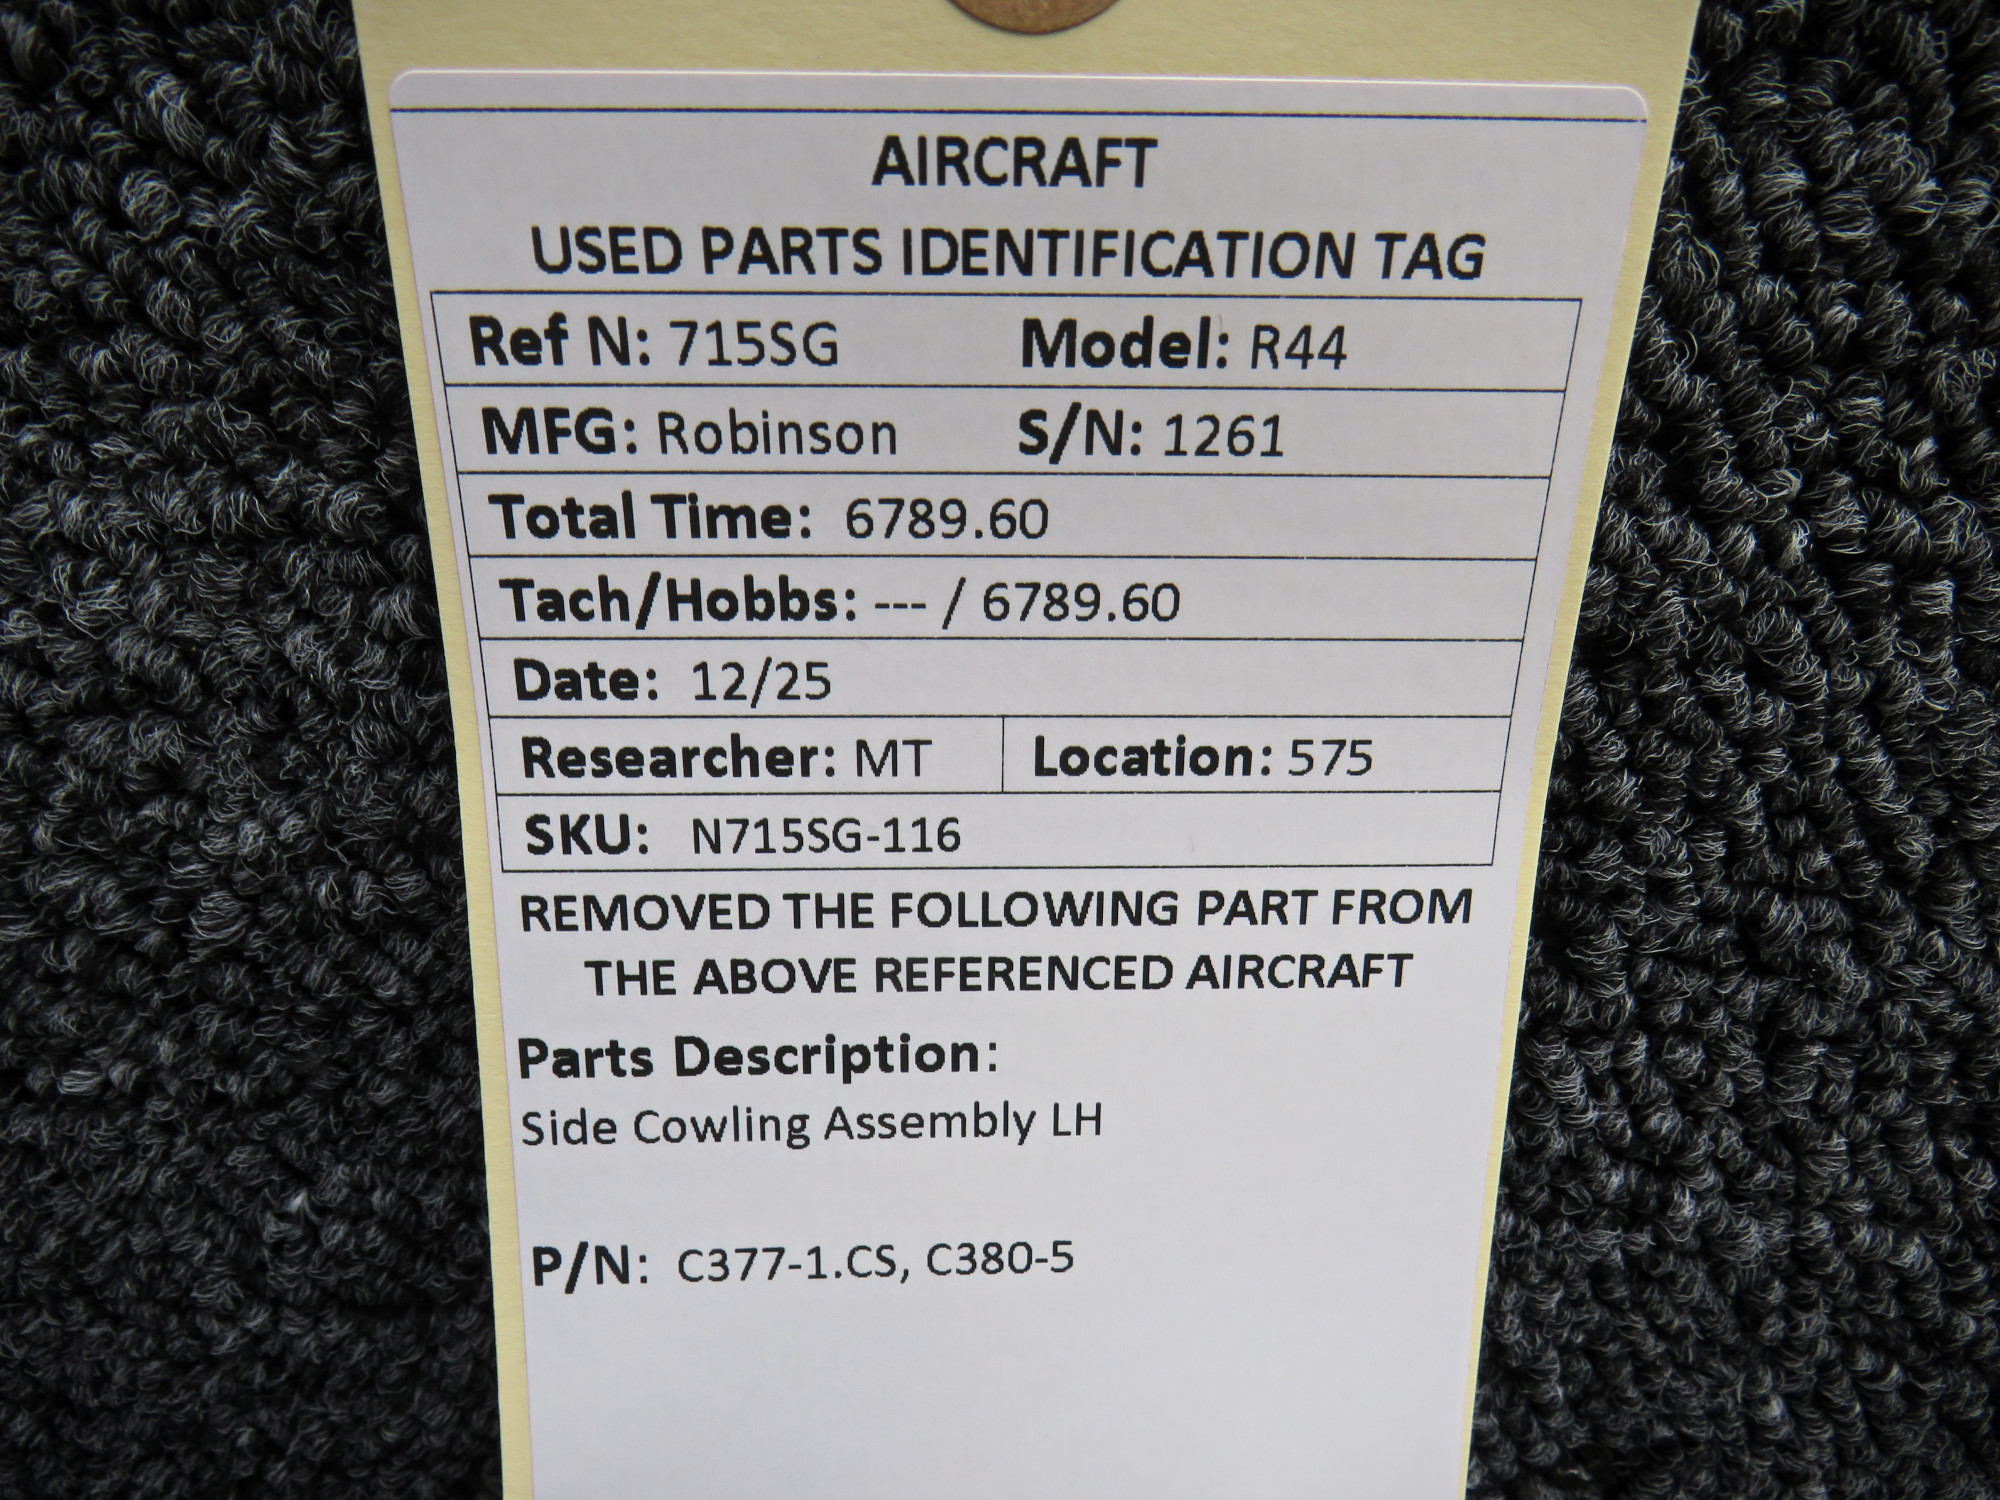 AIRCRAFT
USED PARTS IDENTIFICATION TAG
Ref N: 715SG Model: R44
MFG: Robinson S/N: 1261
Total Time: 6789.60
Tach/Hobbs: --- / 6789.60
Date: 12/25
Researcher: MT Location: 575
SKU: N715SG-116
REMOVED THE FOLLOWING PART FROM
THE ABOVE REFERENCED AIRCRAFT
Parts Description:
Side Cowling Assembly LH
P/N: C377-1.CS, C380-5